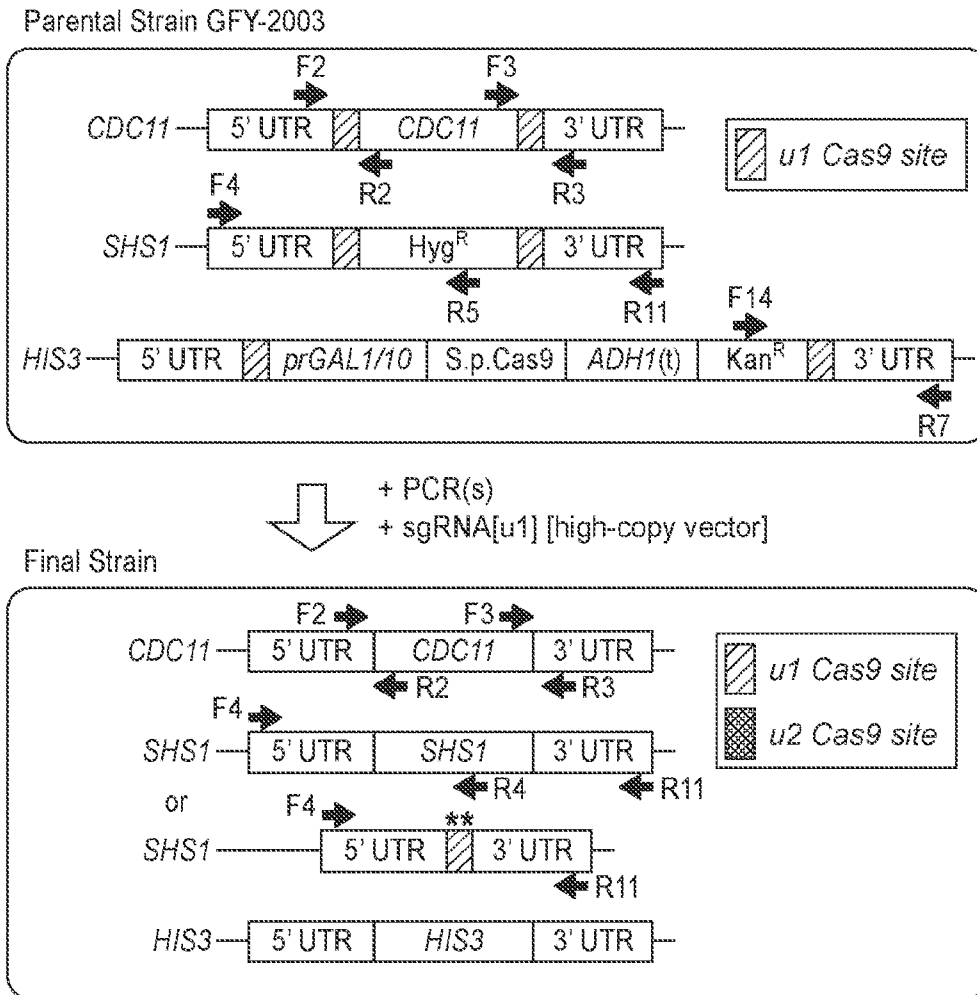 Parental Strain GFY-2003
F2 F3
CDC11 5' UTR CDC11 3' UTR
u1 Cas9 site
R2 R3
F4
SHS1 5' UTR Hyg^R 3' UTR
R5 R11 F14
HIS3 5' UTR prGAL1/10 S.p.Cas9 ADH1(t) Kan^R 3' UTR
R7
+ PCR(s)
+ sgRNA[u1] [high-copy vector]
Final Strain
F2 F3
CDC11 5' UTR CDC11 3' UTR
u1 Cas9 site
R2 R3
F4
u2 Cas9 site
SHS1 5' UTR SHS1 3' UTR
R4 R11
or F4 **
SHS1 5' UTR 3' UTR
R11
HIS3 5' UTR HIS3 3' UTR